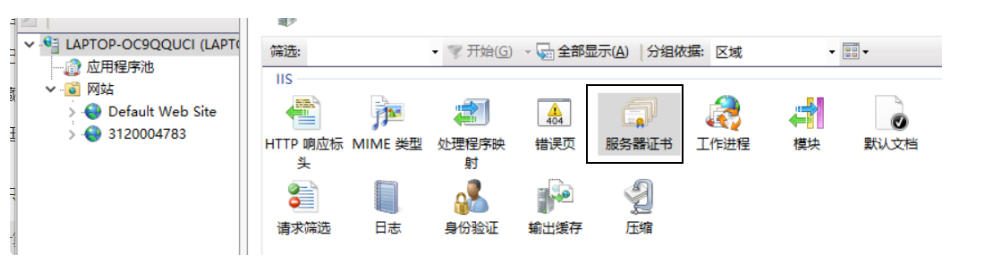 LAPTOP-OC9QQUCI (LAPT
应用程序池
网站
Default Web Site
3120004783
筛选:
开始(G)
全部显示(A)
分组依据: 区域
IIS
HTTP 响应标头
MIME 类型
处理程序映射
404
错误页
服务器证书
工作进程
模块
默认文档
请求筛选
日志
身份验证
输出缓存
压缩